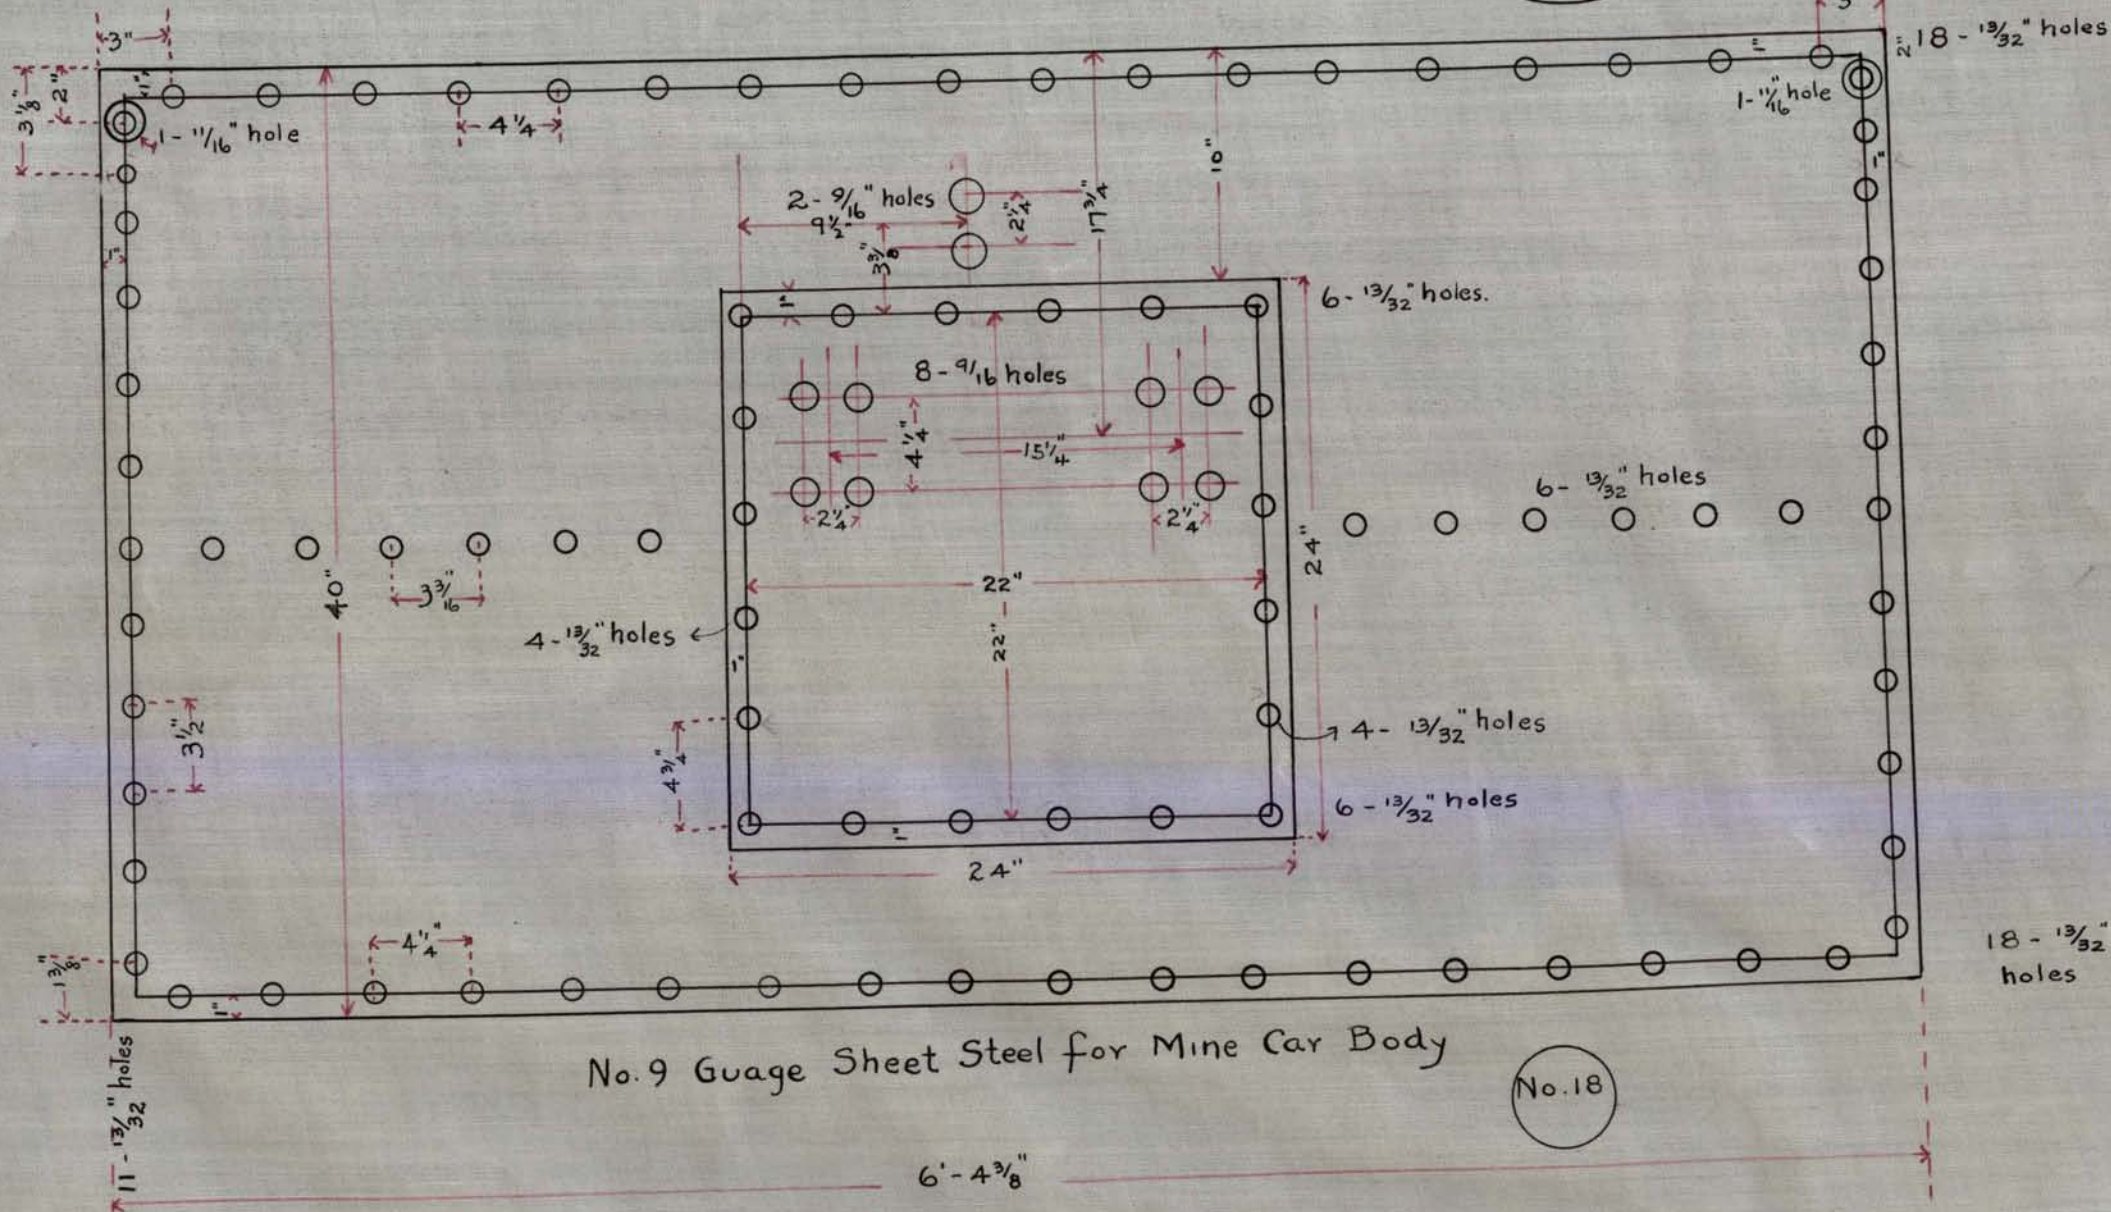 3"
3
2" 18 - 13/32" holes
1"
1"
2"
3 1/8"
1 - 11/16" hole
4 1/4
1 - 11/16" hole
10"
1"
2 - 9/16" holes
9 1/2"
2 1/4"
17 3/4"
3 3/8"
1"
1"
6 - 13/32" holes.
8 - 9/16 holes
4 1/4"
15 1/4"
2 1/4"
2 1/4"
6 - 13/32" holes
24"
3 3/16
40"
22"
22"
4 - 13/32" holes
1"
3 1/2"
4 3/4"
4 - 13/32" holes
6 - 13/32" holes
1"
24"
4 1/4"
1 3/8"
1"
18 - 13/32"
holes
11 - 13/32" holes
No. 9 Guage Sheet Steel for Mine Car Body
No. 18
6' - 4 3/8"